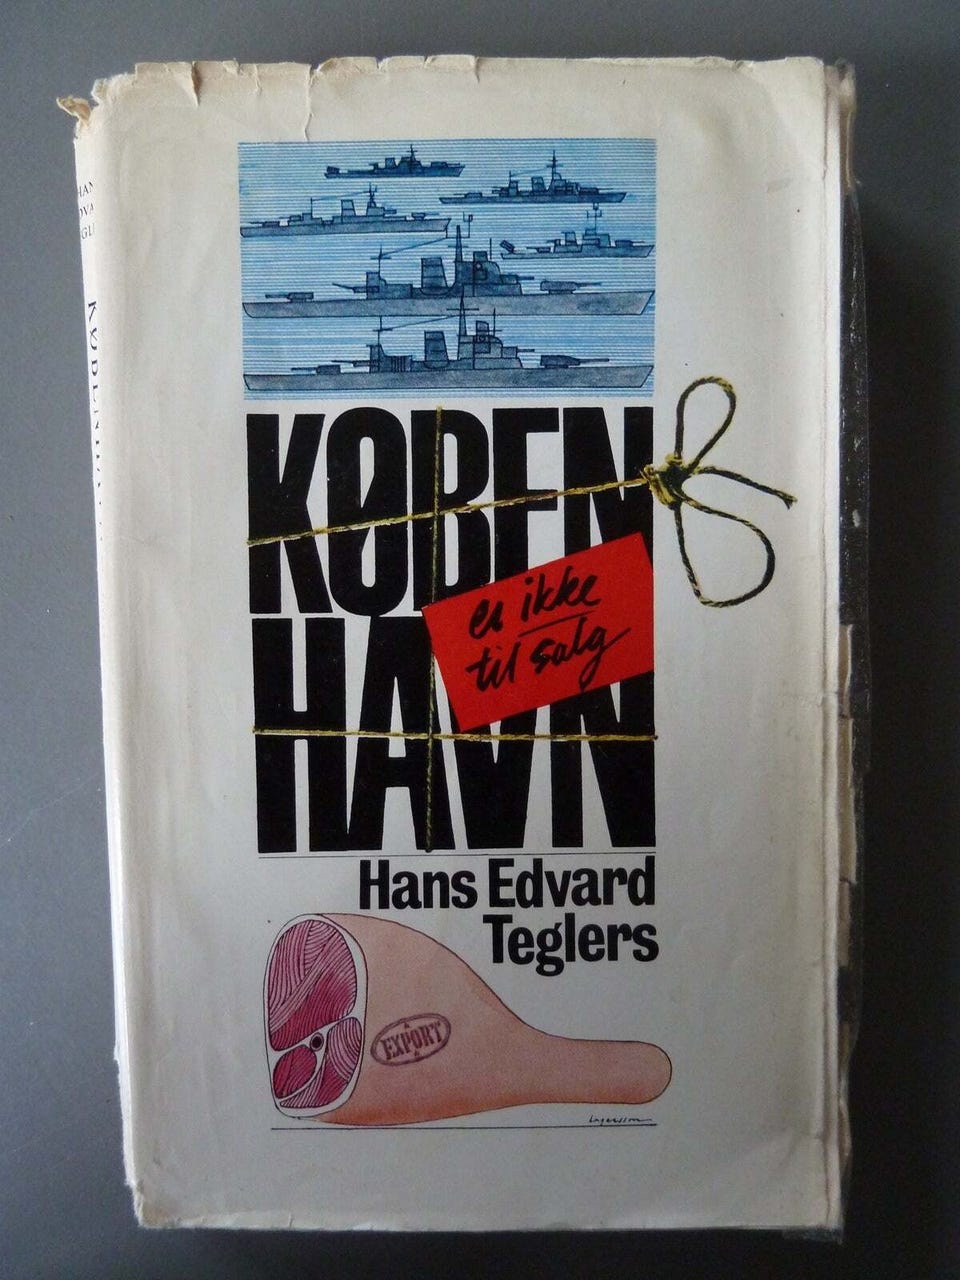 KØBEN
HAVN
er ikke
til salg
Hans Edvard
Teglers
EXPORT